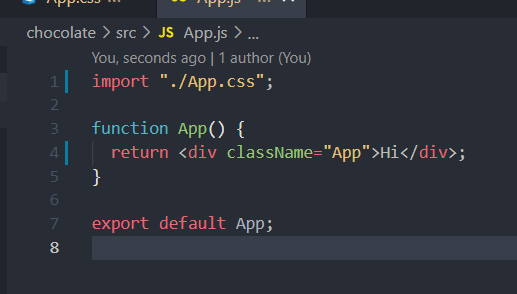 App.css App.js ...
chocolate > src > JS App.js > ...
You, seconds ago | 1 author (You)
1 import "./App.css";
2
3 function App() {
4 return <div className="App">Hi</div>;
5 }
6
7 export default App;
8